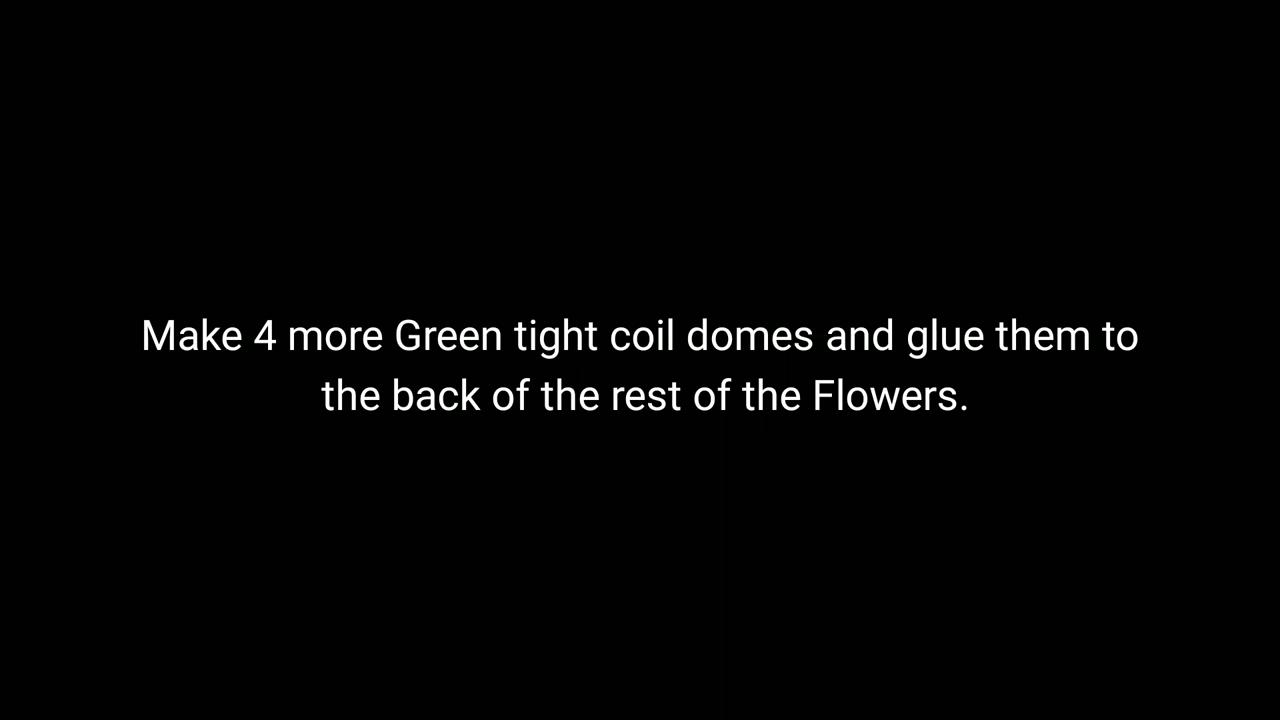 Make 4 more Green tight coil domes and glue them to
the back of the rest of the Flowers.